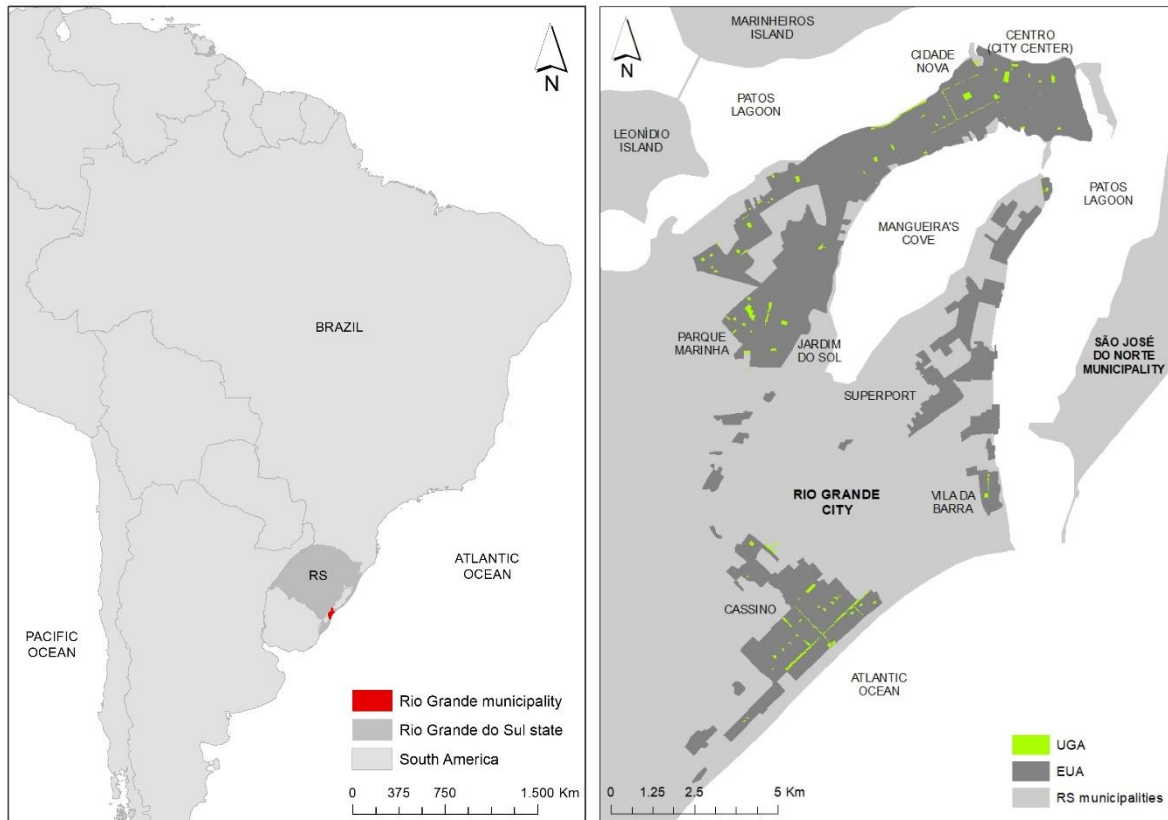 N
BRAZIL
RS
ATLANTIC
OCEAN
PACIFIC
OCEAN
Rio Grande municipality
Rio Grande do Sul state
South America
0 375 750 1.500 Km
MARINHEIROS
ISLAND
N
CENTRO
(CITY CENTER)
CIDADE
NOVA
PATOS
LAGOON
LEONÍDIO
ISLAND
PATOS
LAGOON
MANGUEIRA'S
COVE
PARQUE
MARINHA
JARDIM
DO SOL
SÃO JOSÉ
DO NORTE
MUNICIPALITY
SUPERPORT
RIO GRANDE
CITY
VILA DA
BARRA
CASSINO
ATLANTIC
OCEAN
UGA
EUA
RS municipalities
0 1.25 2.5 5 Km